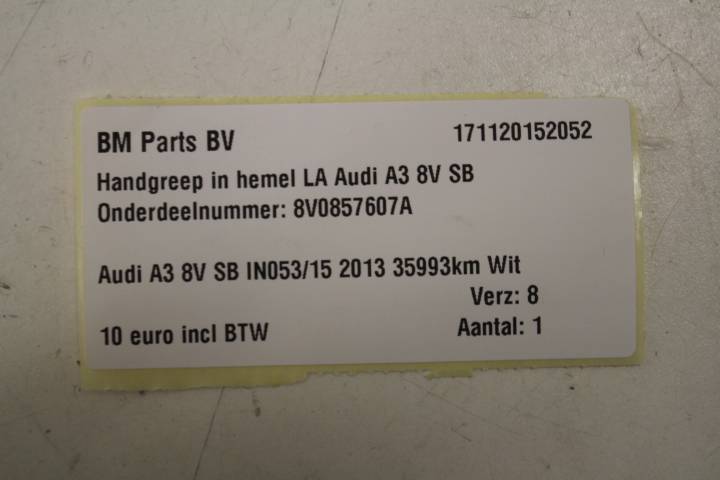 BM Parts BV 171120152052
Handgreep in hemel LA Audi A3 8V SB
Onderdeelnummer: 8V0857607A
Audi A3 8V SB IN053/15 2013 35993km Wit
Verz: 8
10 euro incl BTW Aantal: 1